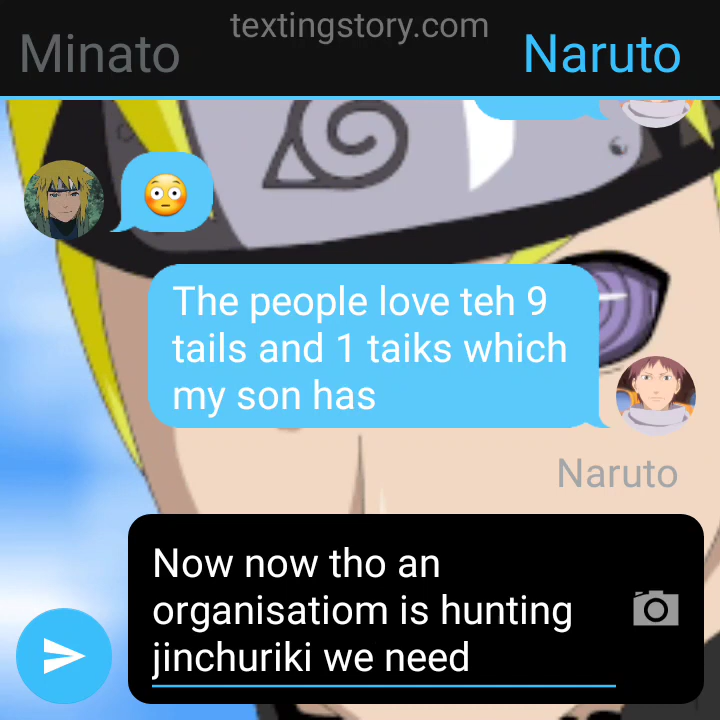 textingstory.com
Minato
Naruto
The people love teh 9
tails and 1 taiks which
my son has
Naruto
Now now tho an
organisatiom is hunting
jinchuriki we need